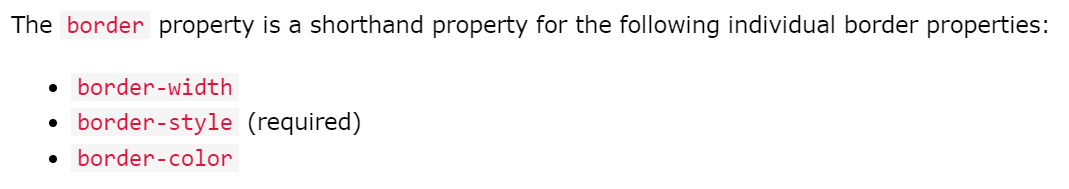 The border property is a shorthand property for the following individual border properties:
• border-width
• border-style (required)
• border-color